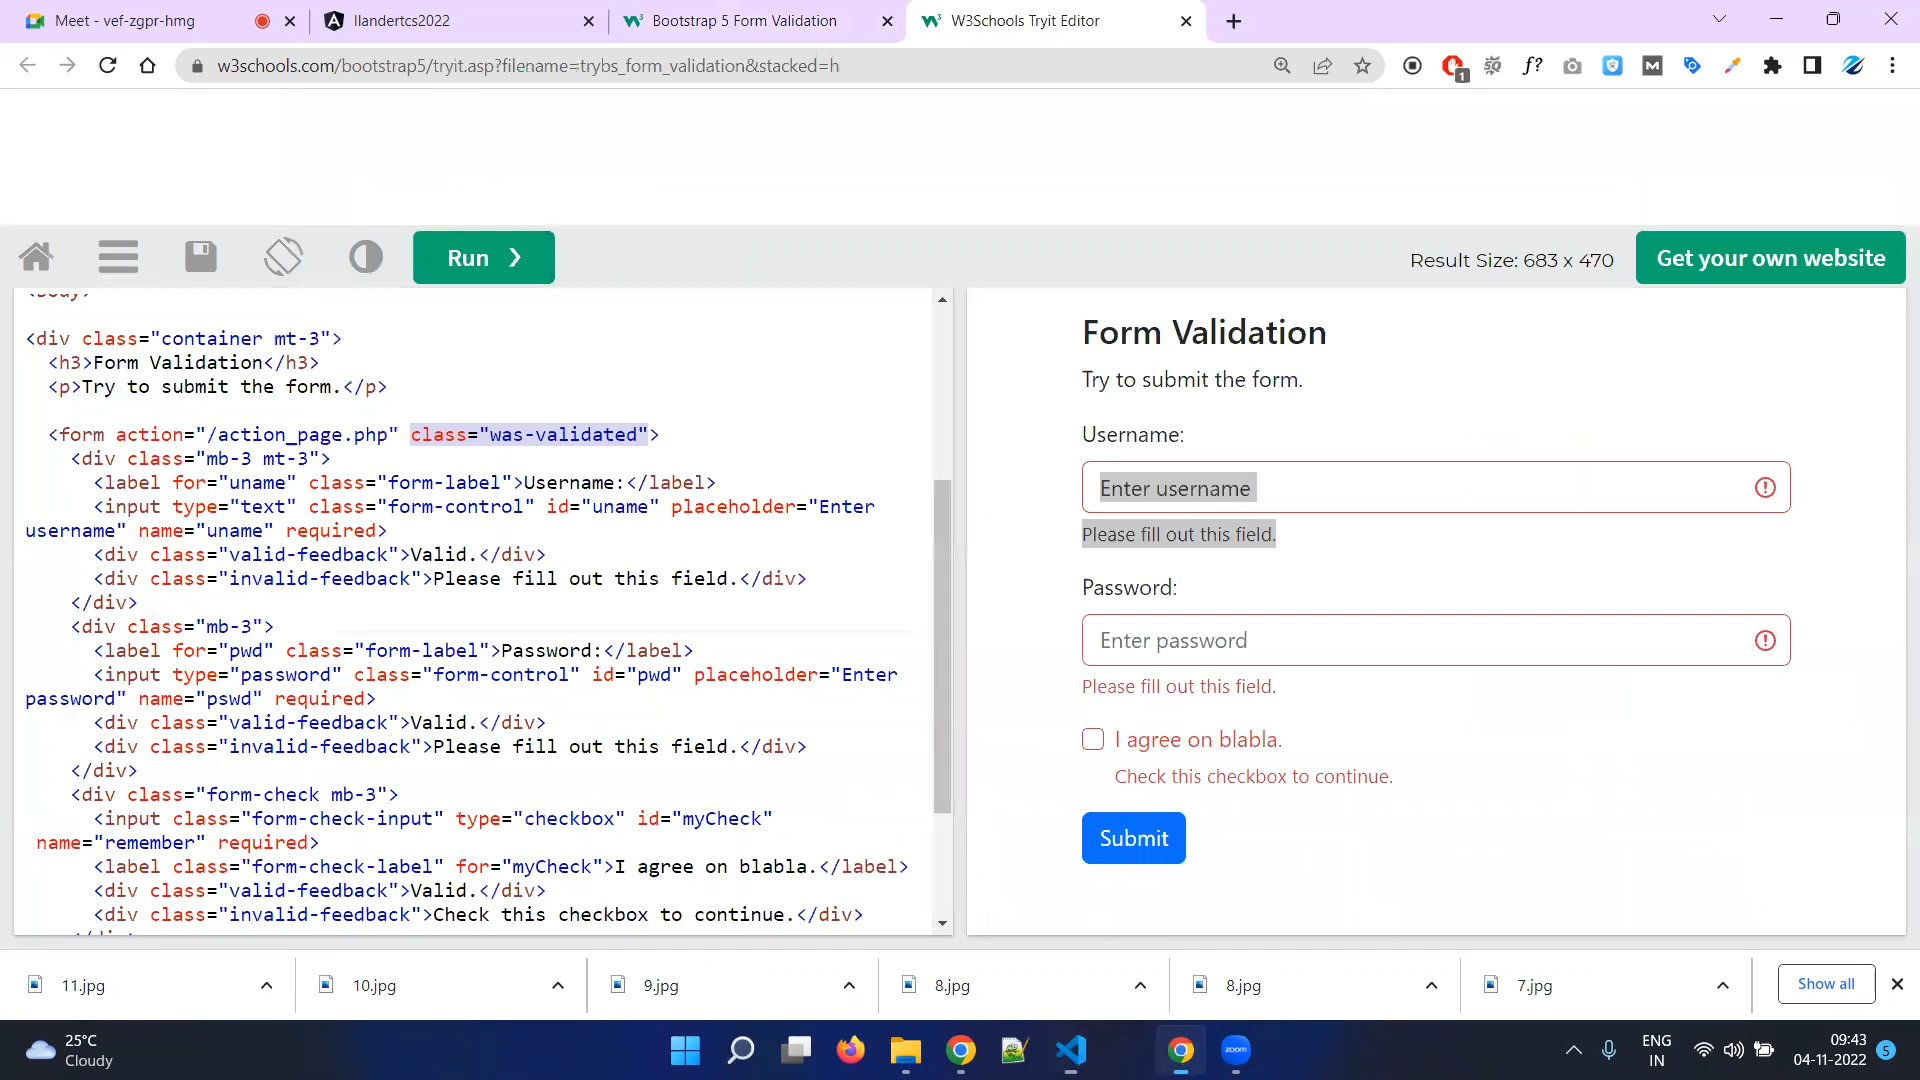 Meet - vef-zgpr-hmg
llandertcs2022
Bootstrap 5 Form Validation
W3Schools Tryit Editor
w3schools.com/bootstrap5/tryit.asp?filename=trybs_form_validation&stacked=h
1
f?
M
Run ❯
Result Size: 683 x 470
Get your own website
<body>
<div class="container mt-3">
<h3>Form Validation</h3>
<p>Try to submit the form.</p>
<form action="/action_page.php" class="was-validated">
<div class="mb-3 mt-3">
<label for="uname" class="form-label">Username:</label>
<input type="text" class="form-control" id="uname" placeholder="Enter
username" name="uname" required>
<div class="valid-feedback">Valid.</div>
<div class="invalid-feedback">Please fill out this field.</div>
</div>
<div class="mb-3">
<label for="pwd" class="form-label">Password:</label>
<input type="password" class="form-control" id="pwd" placeholder="Enter
password" name="pswd" required>
<div class="valid-feedback">Valid.</div>
<div class="invalid-feedback">Please fill out this field.</div>
</div>
<div class="form-check mb-3">
<input class="form-check-input" type="checkbox" id="myCheck"
name="remember" required>
<label class="form-check-label" for="myCheck">I agree on blabla.</label>
<div class="valid-feedback">Valid.</div>
<div class="invalid-feedback">Check this checkbox to continue.</div>
</div>
Form Validation
Try to submit the form.
Username:
Enter username
Please fill out this field.
Password:
Enter password
Please fill out this field.
I agree on blabla.
Check this checkbox to continue.
Submit
11.jpg
10.jpg
9.jpg
8.jpg
8.jpg
7.jpg
Show all
25°C
Cloudy
zoom
ENG
IN
09:43
04-11-2022
5